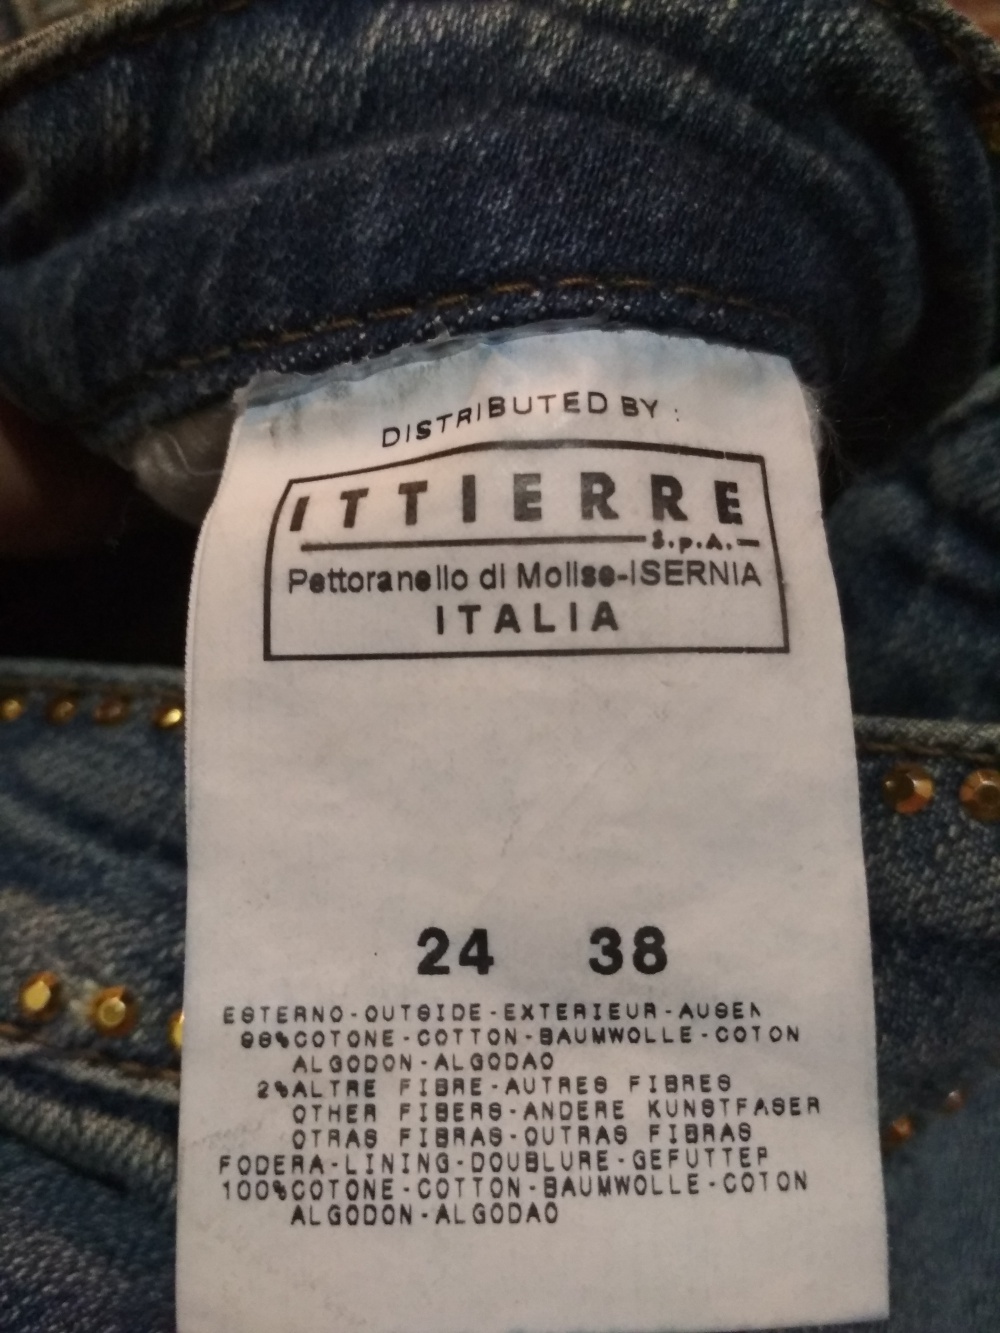 DISTRIBUTED BY :
ITTIERRE
S.p.A.
Pettoranello di Molise-ISERNIA
ITALIA
24 38
ESTERNO-OUTSIDE-EXTERIEUR-AUSEN
98%COTONE-COTTON-BAUMWOLLE-COTON
ALGODON-ALGODAO
2%ALTRE FIBRE-AUTRES FIBRES
OTHER FIBERS-ANDERE KUNSTFASER
OTRAS FIBRAS-OUTRAS FIBRAS
FODERA-LINING-DOUBLURE-GEFUTTER
100%COTONE-COTTON-BAUMWOLLE-COTON
ALGODON-ALGODAO